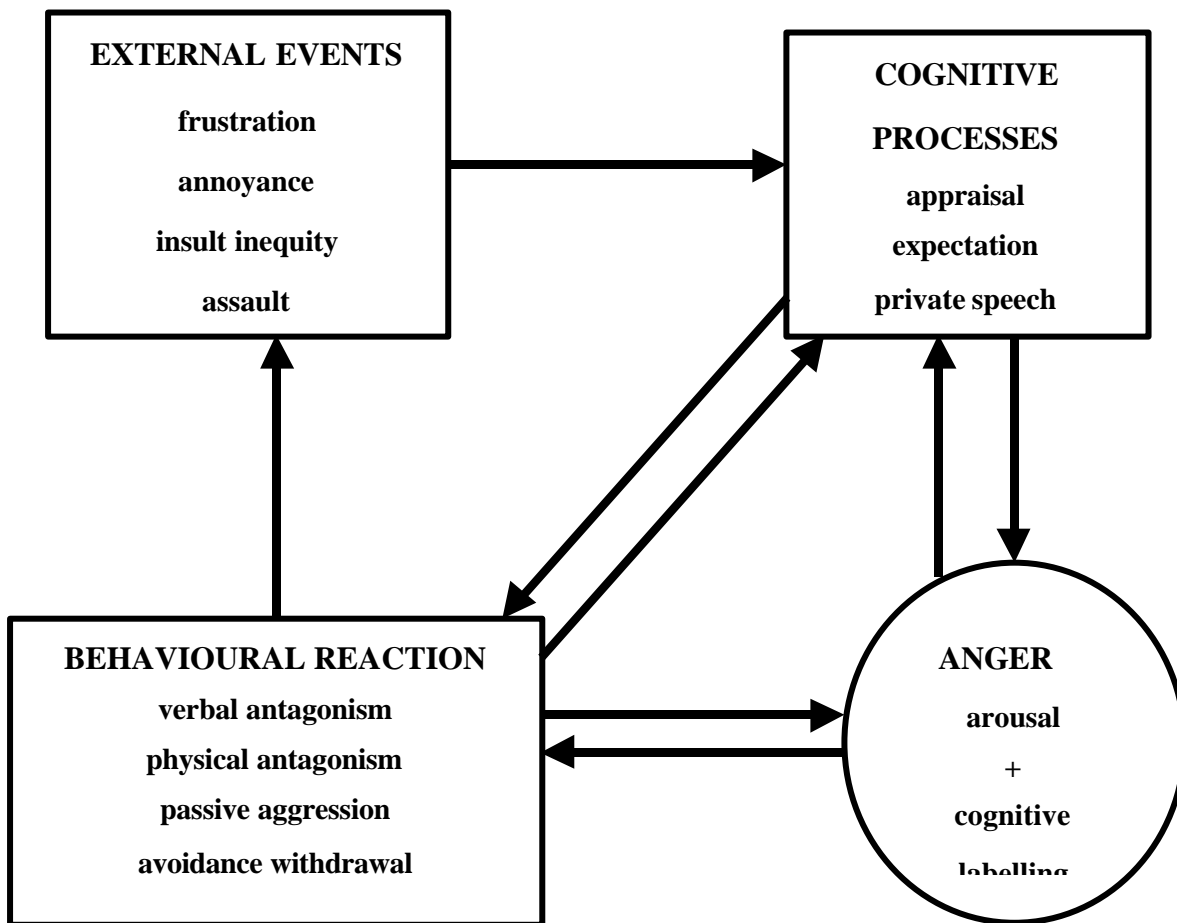 EXTERNAL EVENTS
frustration
annoyance
insult inequity
assault
COGNITIVE
PROCESSES
appraisal
expectation
private speech
BEHAVIOURAL REACTION
verbal antagonism
physical antagonism
passive aggression
avoidance withdrawal
ANGER
arousal
+
cognitive
labelling